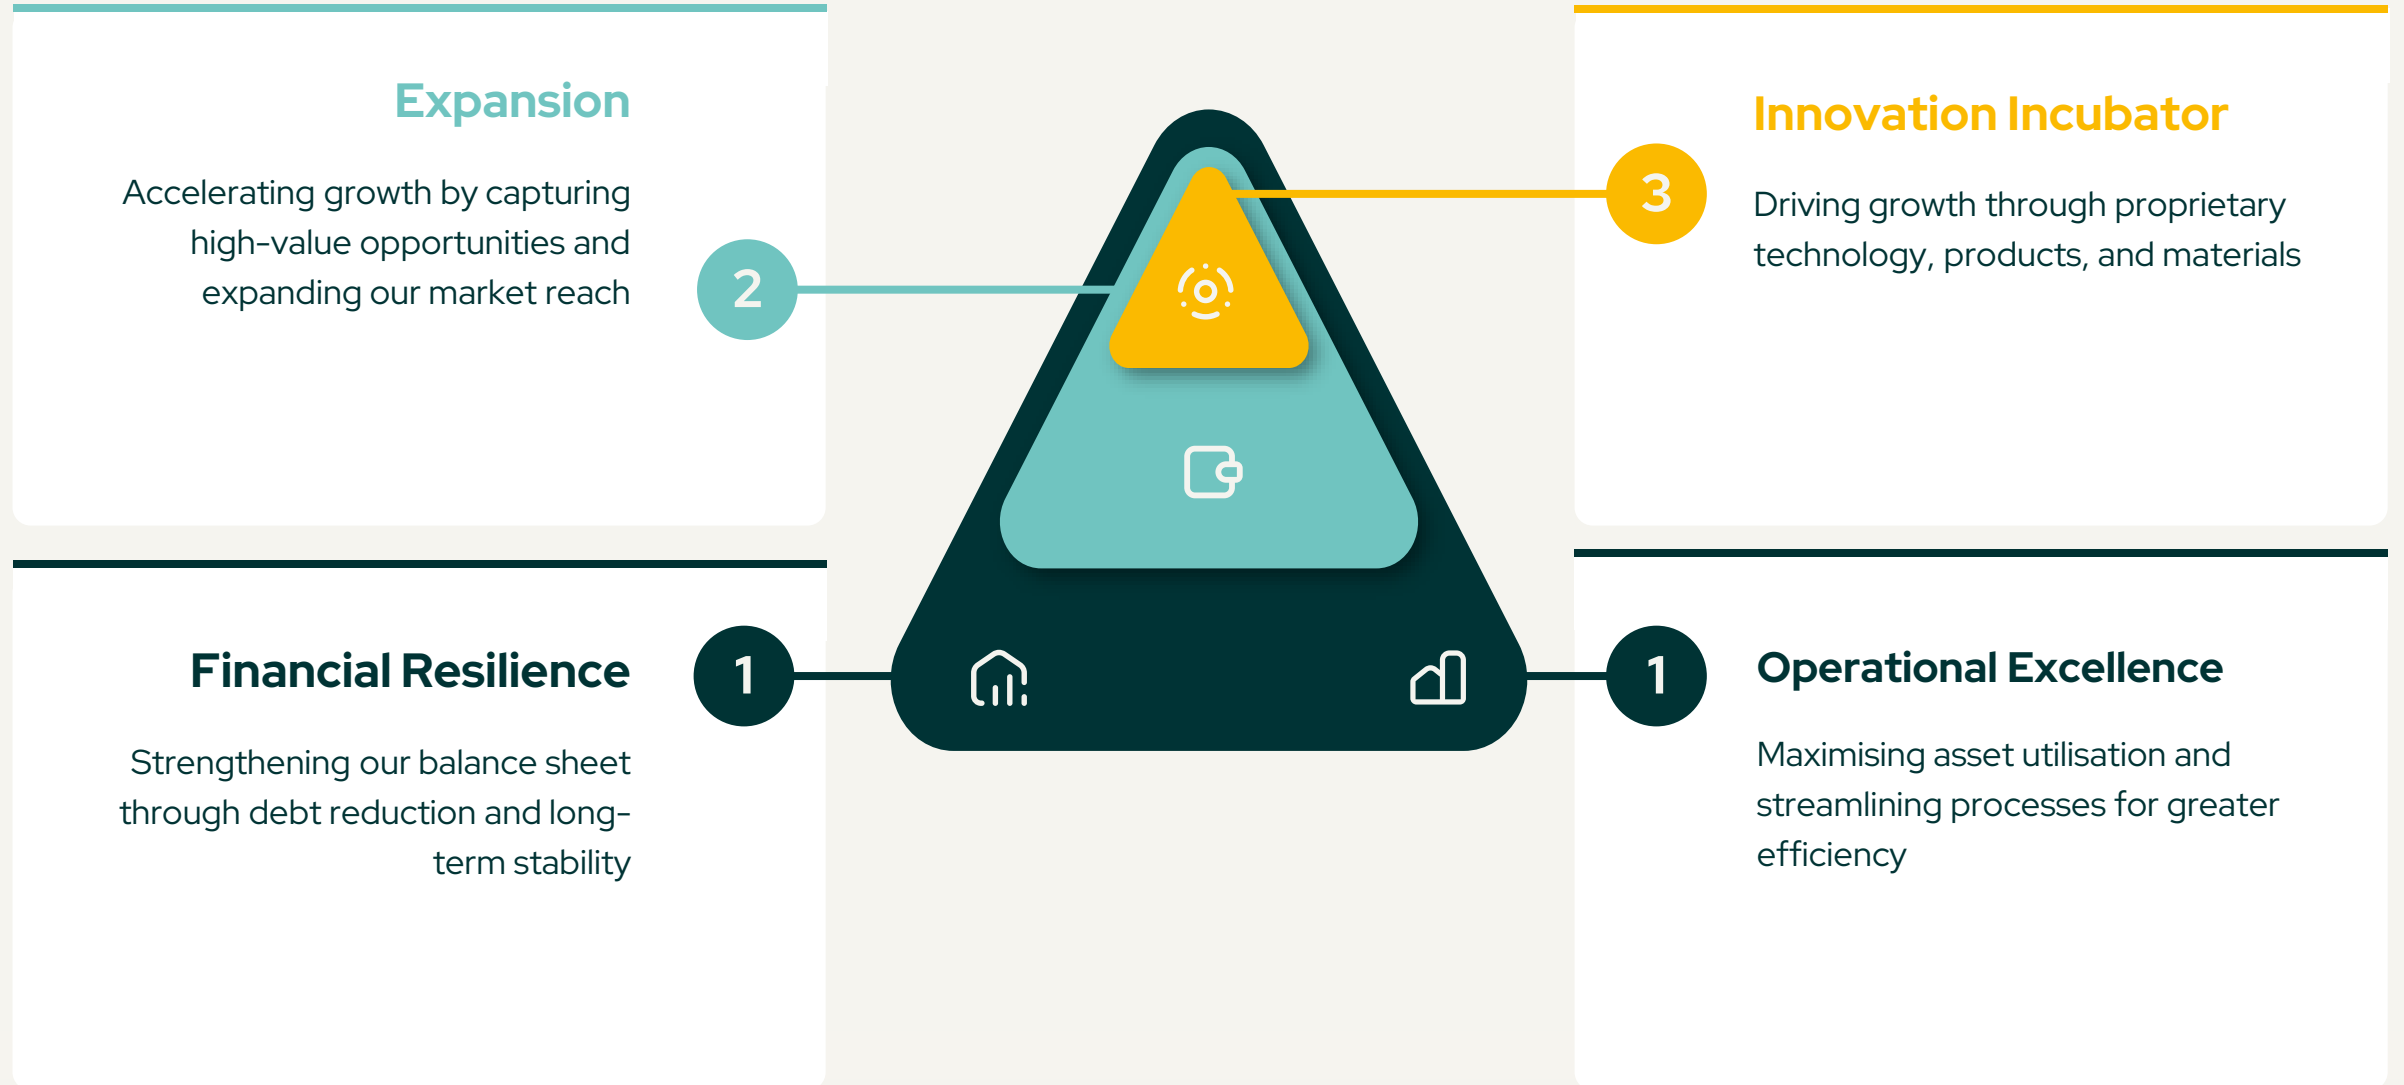 Expansion
Accelerating growth by capturing
high-value opportunities and
expanding our market reach
2
Innovation Incubator
3
Driving growth through proprietary
technology, products, and materials
Financial Resilience
1
Strengthening our balance sheet
through debt reduction and long-
term stability
1
Operational Excellence
Maximising asset utilisation and
streamlining processes for greater
efficiency